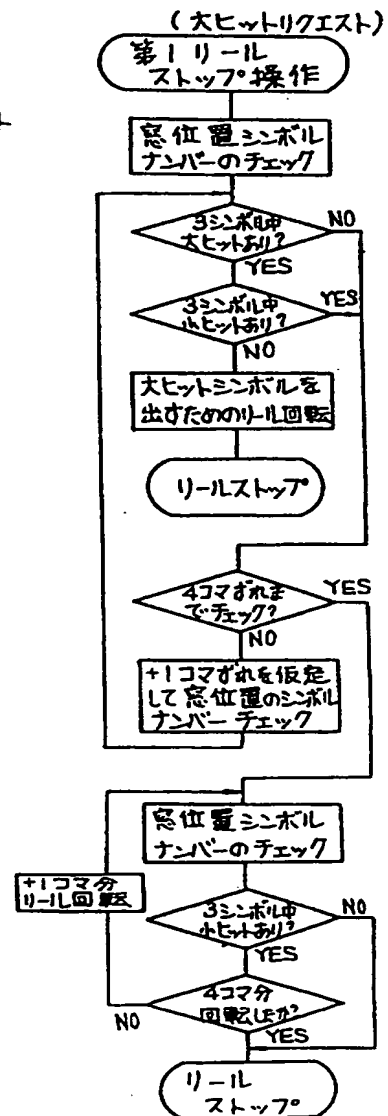 (大ヒットリクエスト)
第1リール
ストップ操作
窓位置シンボル
ナンバーのチェック
3シンボル中
大ヒットあり?
NO
YES
3シンボル中
小ヒットあり?
YES
NO
大ヒットシンボルを
出すためのリール回転
リールストップ
4コマずれま
でチェック?
YES
NO
+1コマずれを仮定
して窓位置のシンボル
ナンバーチェック
窓位置シンボル
ナンバーのチェック
+1コマ分
リール回転
3シンボル中
小ヒットあり?
NO
YES
4コマ分
回転したか?
NO
YES
リール
ストップ